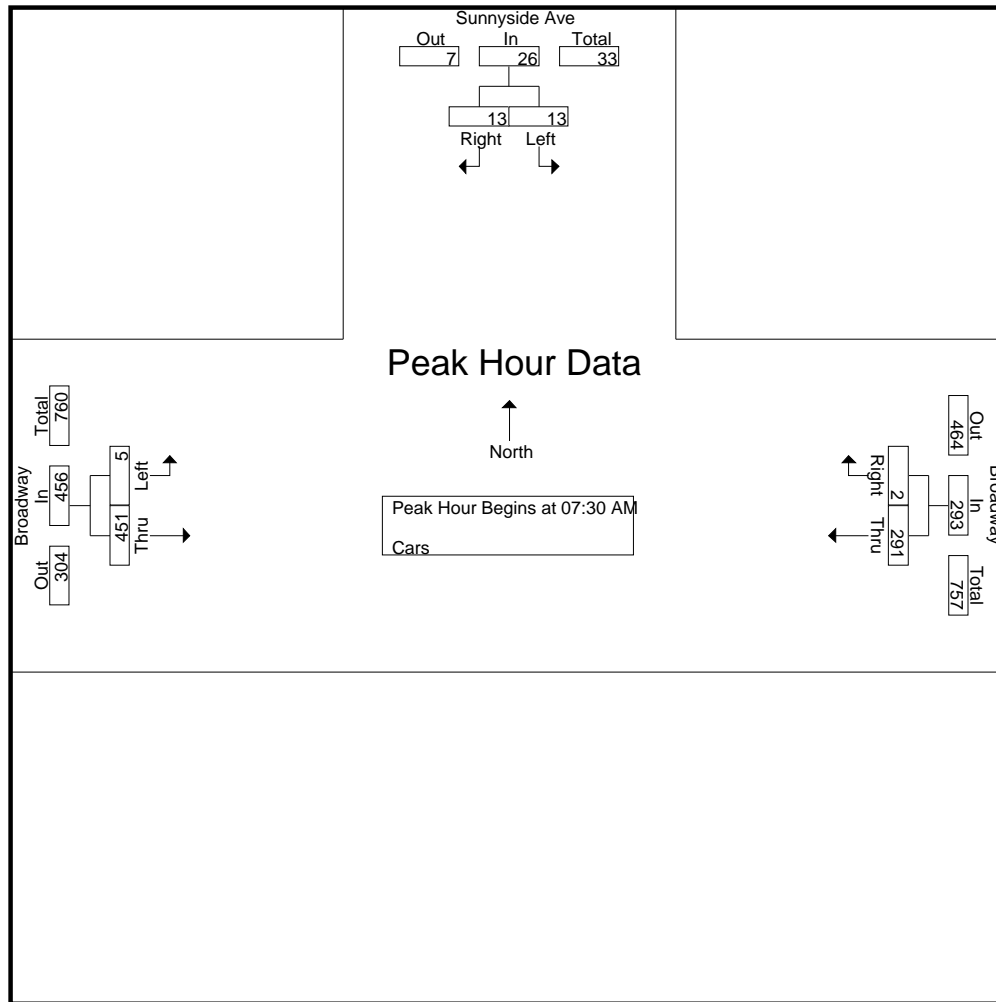 Sunnyside Ave
Out In Total
7 26 33
13 13
Right Left
Peak Hour Data
North
Peak Hour Begins at 07:30 AM
Cars
Broadway
Out In Total
304 456 760
451 5
Thru Left
Broadway
Out In Total
464 293 757
2 291
Right Thru